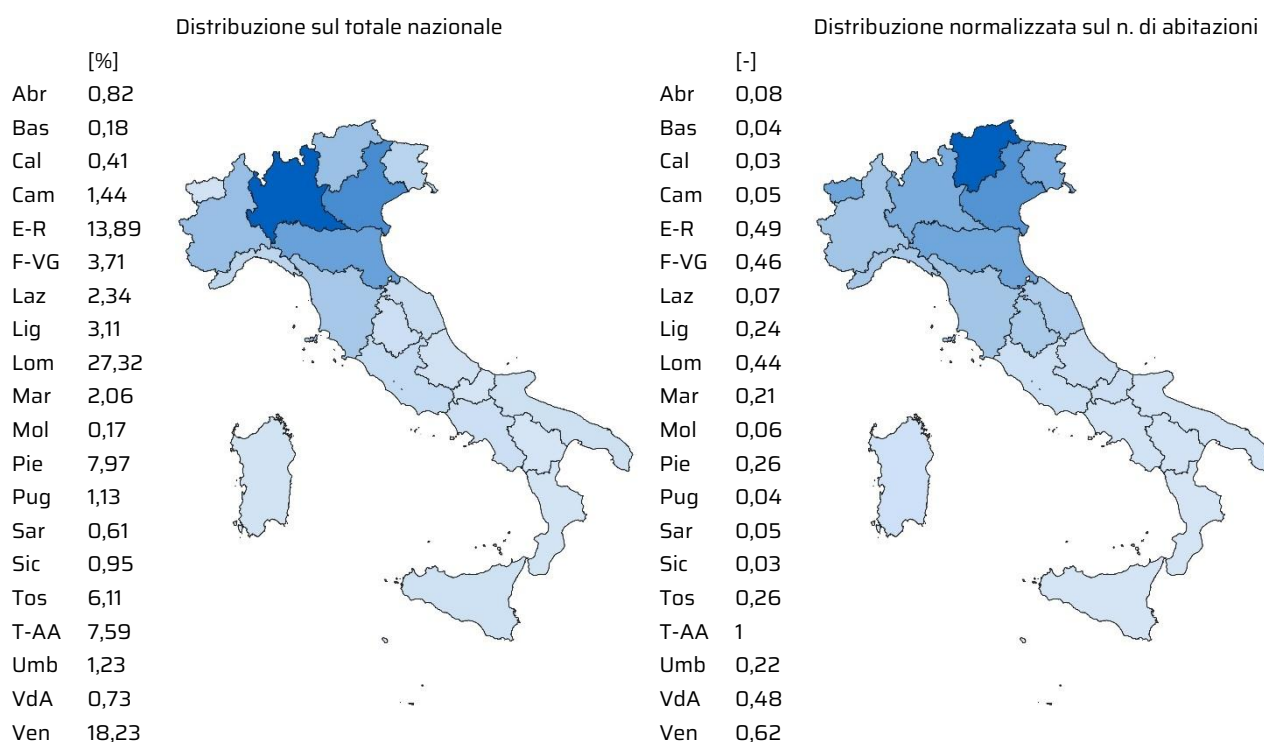 Distribuzione sul totale nazionale
[%]
Abr 0,82
Bas 0,18
Cal 0,41
Cam 1,44
E-R 13,89
F-VG 3,71
Laz 2,34
Lig 3,11
Lom 27,32
Mar 2,06
Mol 0,17
Pie 7,97
Pug 1,13
Sar 0,61
Sic 0,95
Tos 6,11
T-AA 7,59
Umb 1,23
VdA 0,73
Ven 18,23
Distribuzione normalizzata sul n. di abitazioni
[-]
Abr 0,08
Bas 0,04
Cal 0,03
Cam 0,05
E-R 0,49
F-VG 0,46
Laz 0,07
Lig 0,24
Lom 0,44
Mar 0,21
Mol 0,06
Pie 0,26
Pug 0,04
Sar 0,05
Sic 0,03
Tos 0,26
T-AA 1
Umb 0,22
VdA 0,48
Ven 0,62